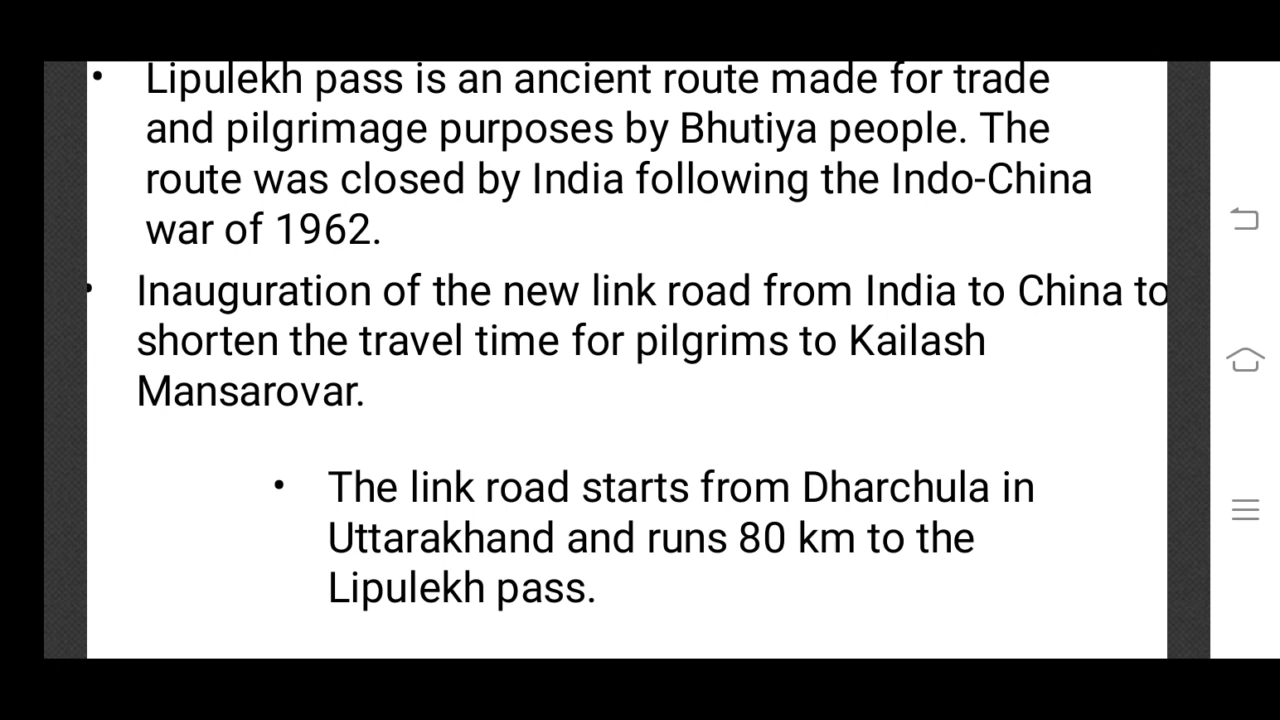 • Lipulekh pass is an ancient route made for trade
and pilgrimage purposes by Bhutiya people. The
route was closed by India following the Indo-China
war of 1962.
• Inauguration of the new link road from India to China to
shorten the travel time for pilgrims to Kailash
Mansarovar.
• The link road starts from Dharchula in
Uttarakhand and runs 80 km to the
Lipulekh pass.